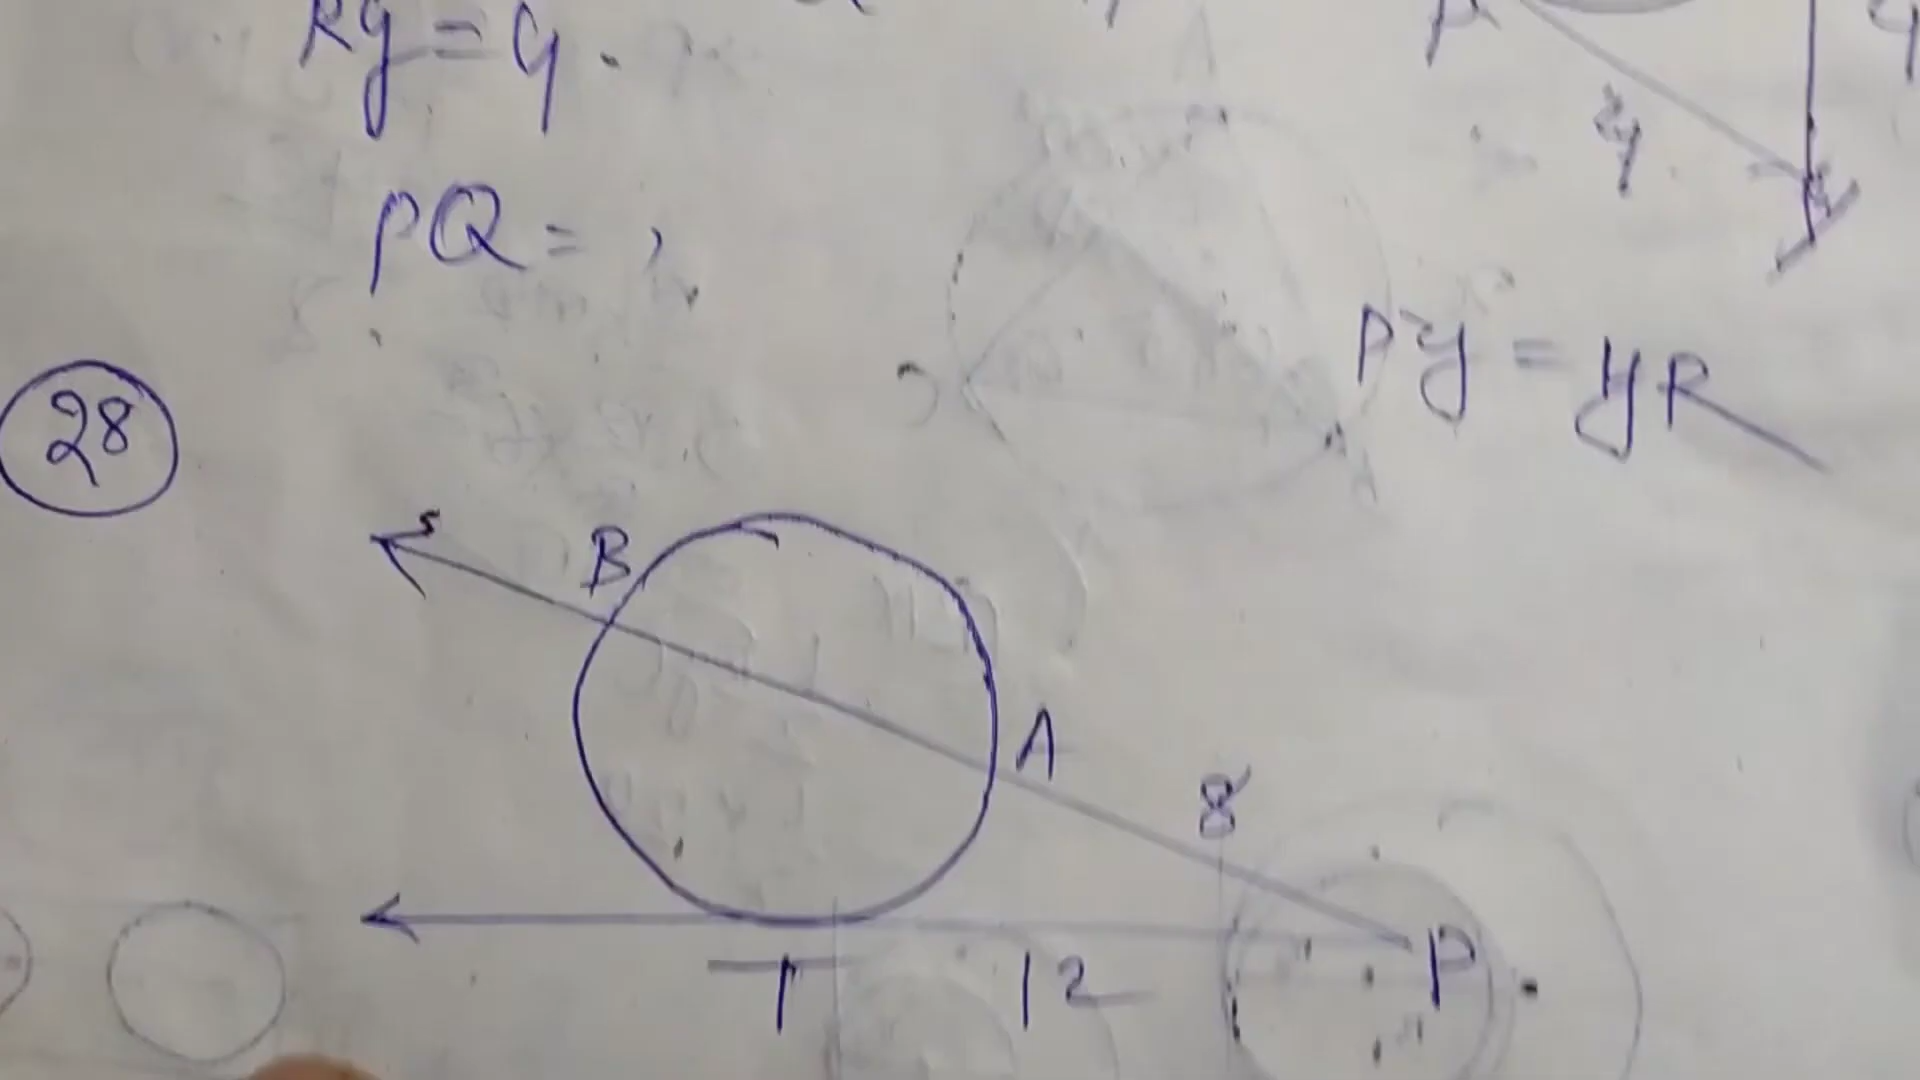 Ry = 9.
PQ = ,
Py = yR
28
S
B
A
8
T 12 P